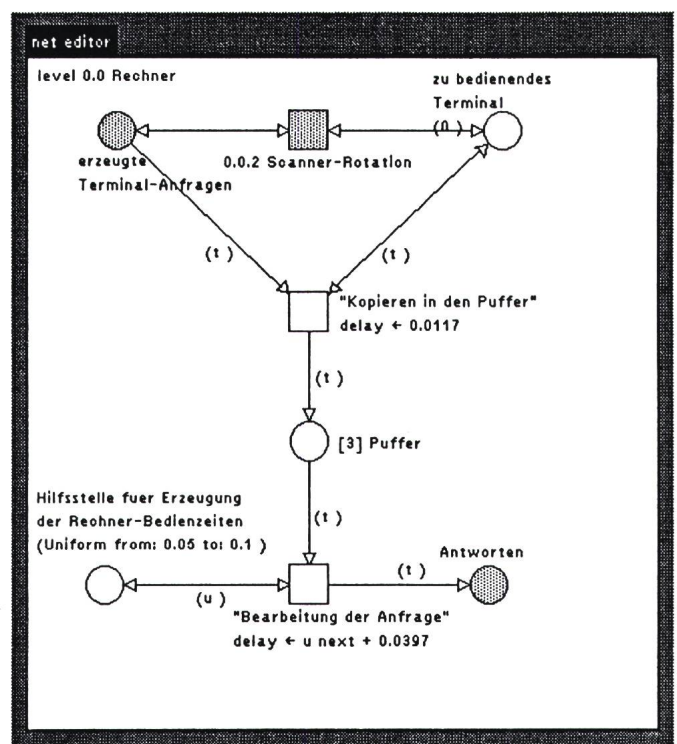 net editor
level 0.0 Rechner
zu bedienendes
Terminal
(0 )
erzeugte
Terminal-Anfragen
0.0.2 Scanner-Rotation
(t )
(t )
"Kopieren in den Puffer"
delay ← 0.0117
(t )
[3] Puffer
Hilfsstelle fuer Erzeugung
der Rechner-Bedienzeiten
(Uniform from: 0.05 to: 0.1 )
(t )
Antworten
(t )
(u )
"Bearbeitung der Anfrage"
delay ← u next + 0.0397